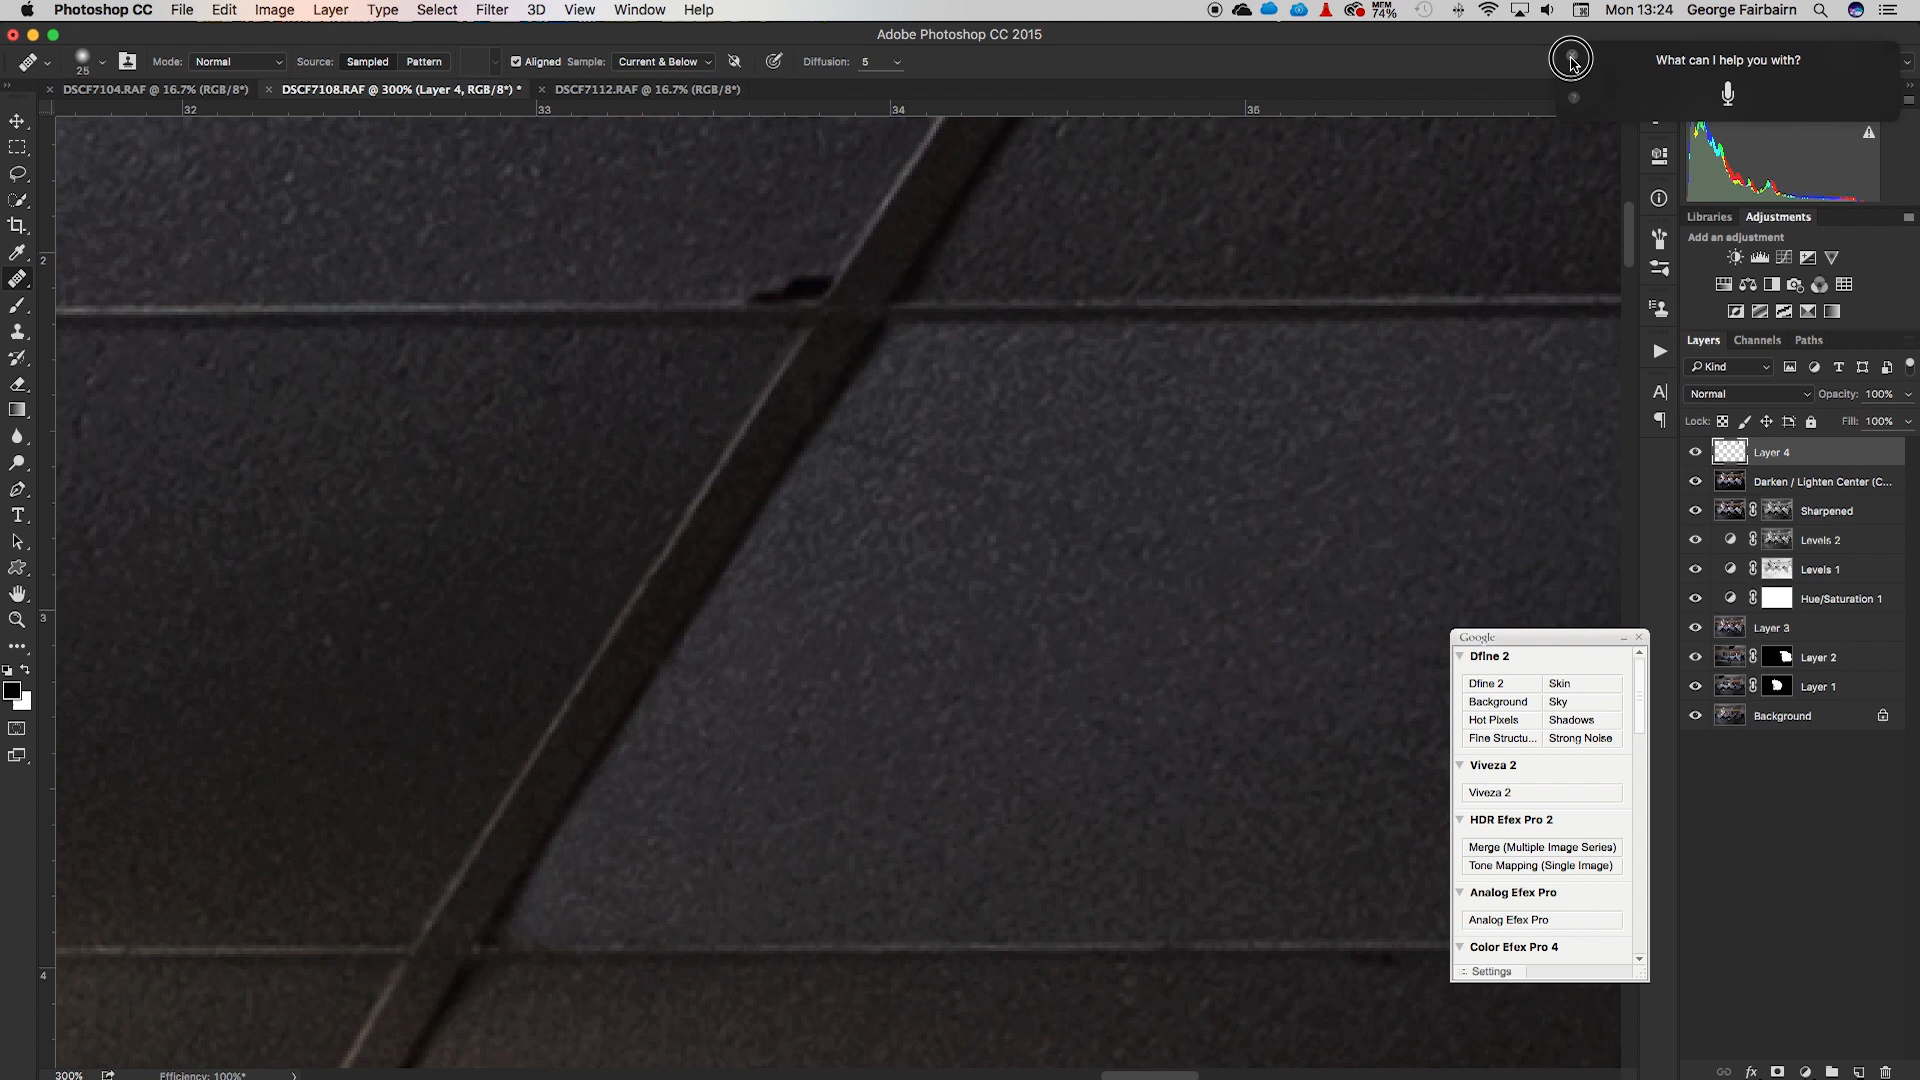 Photoshop CC File Edit Image Layer Type Select Filter 3D View Window Help MEM 74% Mon 13:24 George Fairbairn
Adobe Photoshop CC 2015
25 Mode: Normal Source: Sampled Pattern Aligned Sample: Current & Below Diffusion: 5
What can I help you with?
?
DSCF7104.RAF @ 16.7% (RGB/8*) DSCF7108.RAF @ 300% (Layer 4, RGB/8*) * DSCF7112.RAF @ 16.7% (RGB/8*)
32 33 34 35
2
3
4
Libraries Adjustments
Add an adjustment
Layers Channels Paths
Kind
Normal Opacity: 100%
Lock: Fill: 100%
Layer 4
Darken / Lighten Center (C...
Sharpened
Levels 2
Levels 1
Hue/Saturation 1
Layer 3
Layer 2
Layer 1
Background
Google
Dfine 2
Dfine 2 Skin
Background Sky
Hot Pixels Shadows
Fine Structu... Strong Noise
Viveza 2
Viveza 2
HDR Efex Pro 2
Merge (Multiple Image Series)
Tone Mapping (Single Image)
Analog Efex Pro
Analog Efex Pro
Color Efex Pro 4
Settings
300% Efficiency: 100%*
fx